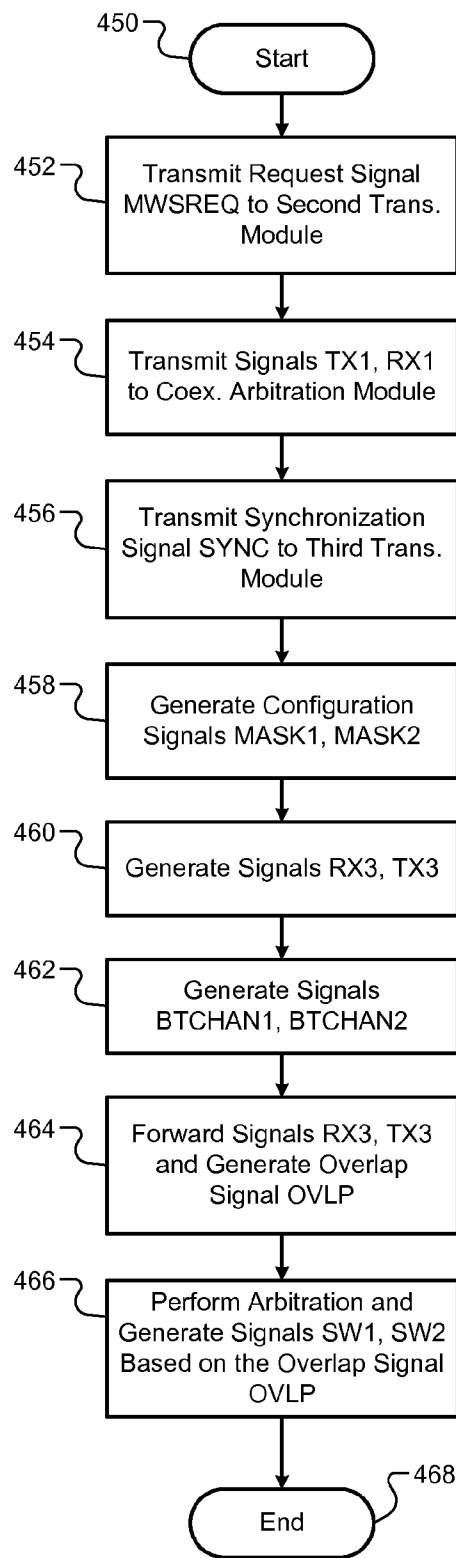 450
Start
452
Transmit Request Signal
MWSREQ to Second Trans.
Module
454
Transmit Signals TX1, RX1
to Coex. Arbitration Module
456
Transmit Synchronization
Signal SYNC to Third Trans.
Module
458
Generate Configuration
Signals MASK1, MASK2
460
Generate Signals RX3, TX3
462
Generate Signals
BTCHAN1, BTCHAN2
464
Forward Signals RX3, TX3
and Generate Overlap
Signal OVLP
466
Perform Arbitration and
Generate Signals SW1, SW2
Based on the Overlap Signal
OVLP
468
End